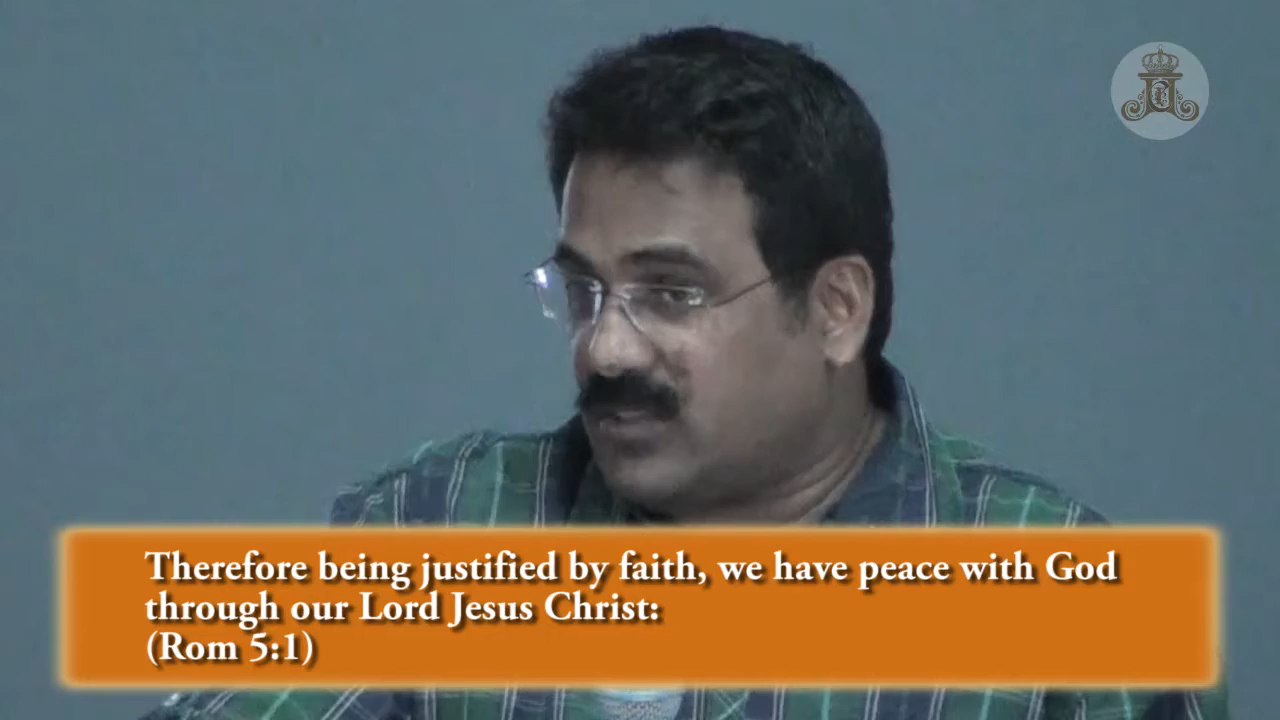 Therefore being justified by faith, we have peace with God
through our Lord Jesus Christ:
(Rom 5:1)